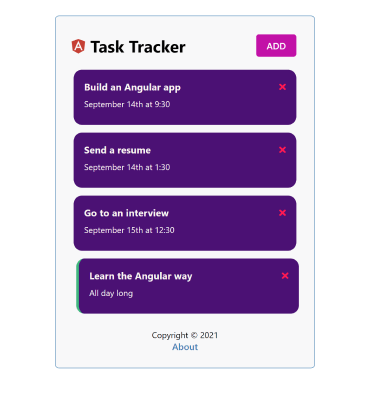 Task Tracker
ADD
Build an Angular app
September 14th at 9:30
Send a resume
September 14th at 1:30
Go to an interview
September 15th at 12:30
Learn the Angular way
All day long
Copyright © 2021
About